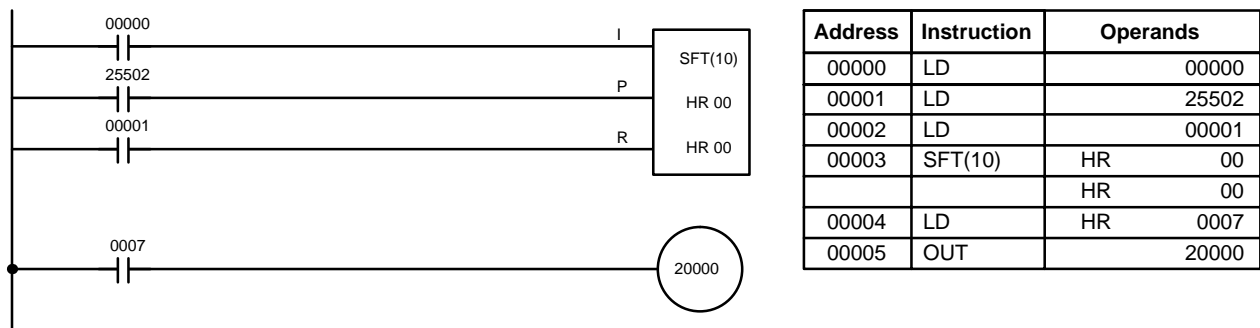 00000
I
SFT(10)
25502
P
HR 00
00001
R
HR 00
0007
20000
Address Instruction Operands
00000 LD 00000
00001 LD 25502
00002 LD 00001
00003 SFT(10) HR 00
HR 00
00004 LD HR 0007
00005 OUT 20000